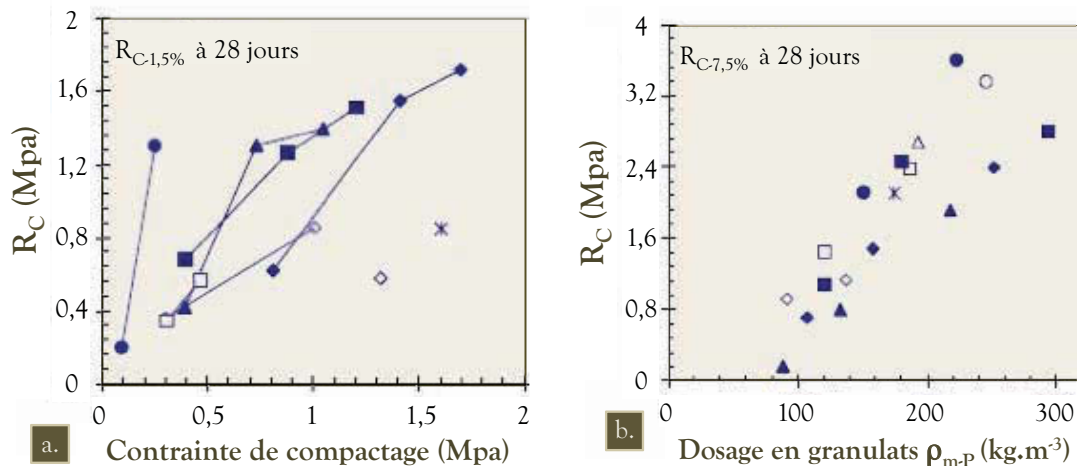 2
1,6
1,2
0,8
0,4
0
R_C-1,5% à 28 jours
R_C (Mpa)
0 0,5 1 1,5 2
a.
Contrainte de compactage (Mpa)
4
3,2
2,4
1,6
0,8
0
R_C-7,5% à 28 jours
R_C (Mpa)
0 100 200 300
b.
Dosage en granulats ρ_m-P (kg.m⁻³)